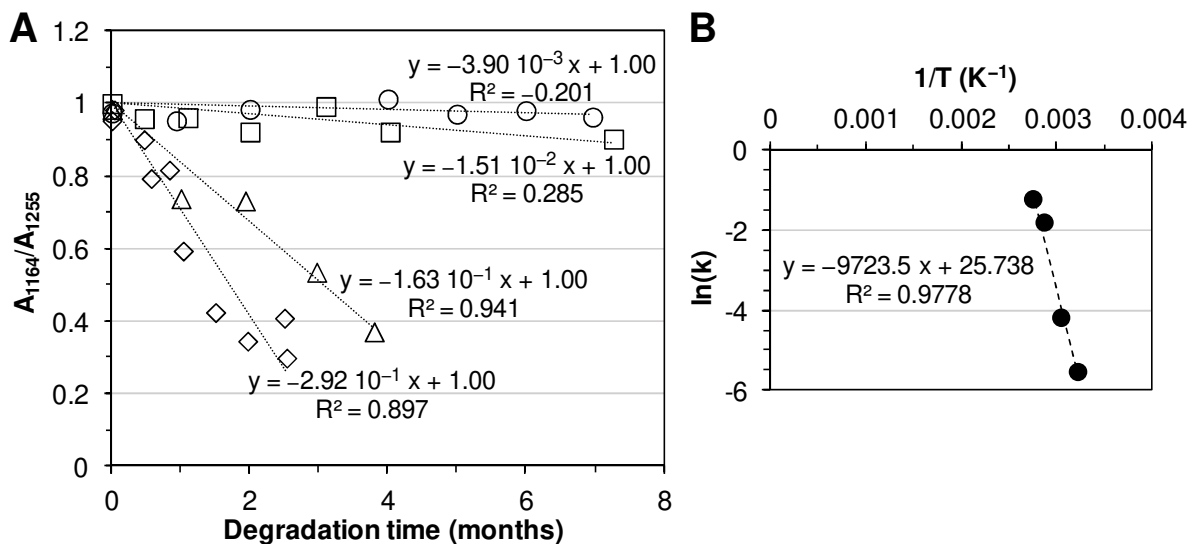 A
1.2
1
0.8
0.6
0.4
0.2
0
A₁₁₆₄/A₁₂₅₅
y = −3.90 10⁻³ x + 1.00
R² = −0.201
y = −1.51 10⁻² x + 1.00
R² = 0.285
y = −1.63 10⁻¹ x + 1.00
R² = 0.941
y = −2.92 10⁻¹ x + 1.00
R² = 0.897
0 2 4 6 8
Degradation time (months)
B
1/T (K⁻¹)
0 0.001 0.002 0.003 0.004
0
-2
-4
-6
ln(k)
y = −9723.5 x + 25.738
R² = 0.9778